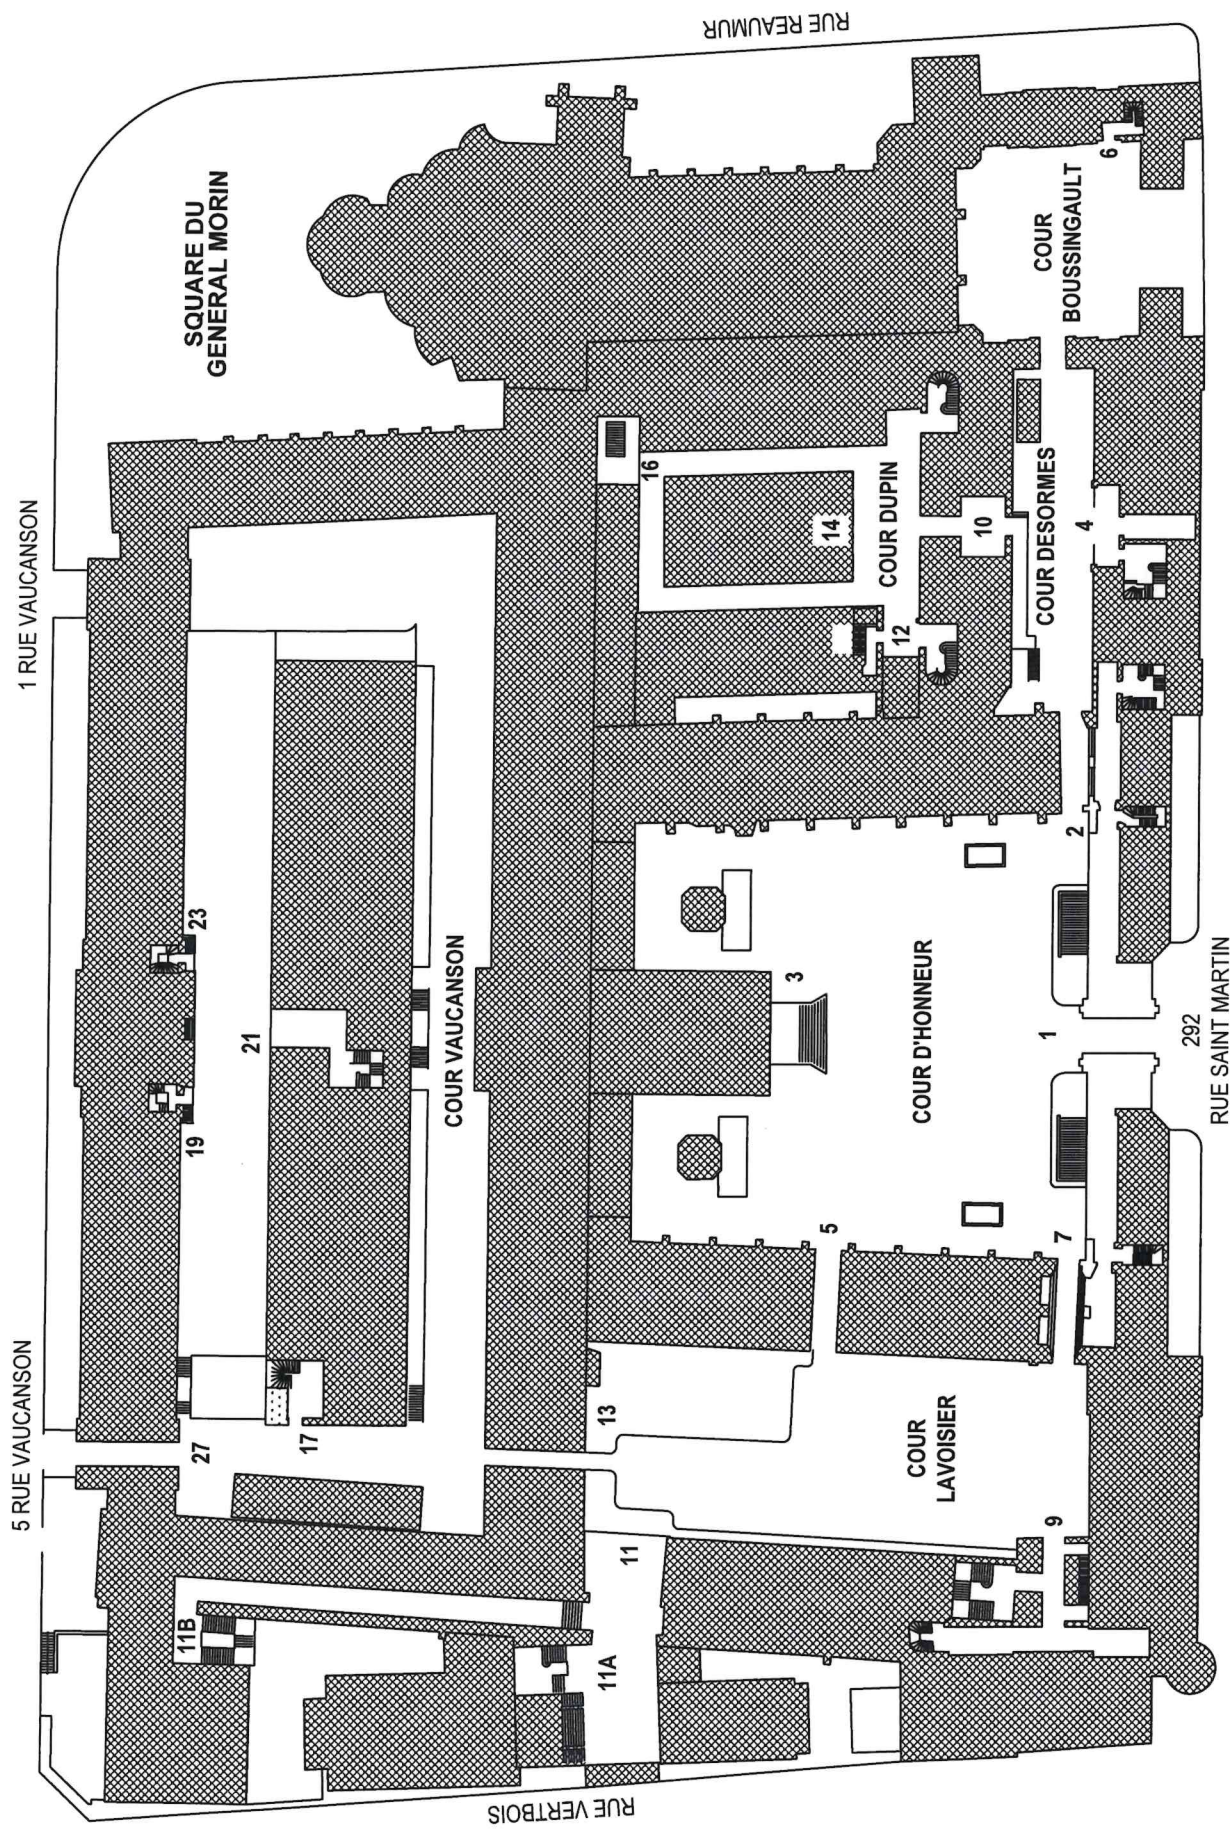 5 RUE VAUCANSON
1 RUE VAUCANSON
SQUARE DU
GENERAL MORIN
RUE REAUMUR
11B
27
19
23
17
21
COUR VAUCANSON
11A
11
13
16
14
COUR DUPIN
12
10
3
5
COUR
LAVOISIER
COUR D'HONNEUR
COUR DESORMES
COUR
BOUSSINGAULT
9
7
1
2
4
6
292
RUE SAINT MARTIN
RUE VERTBOIS